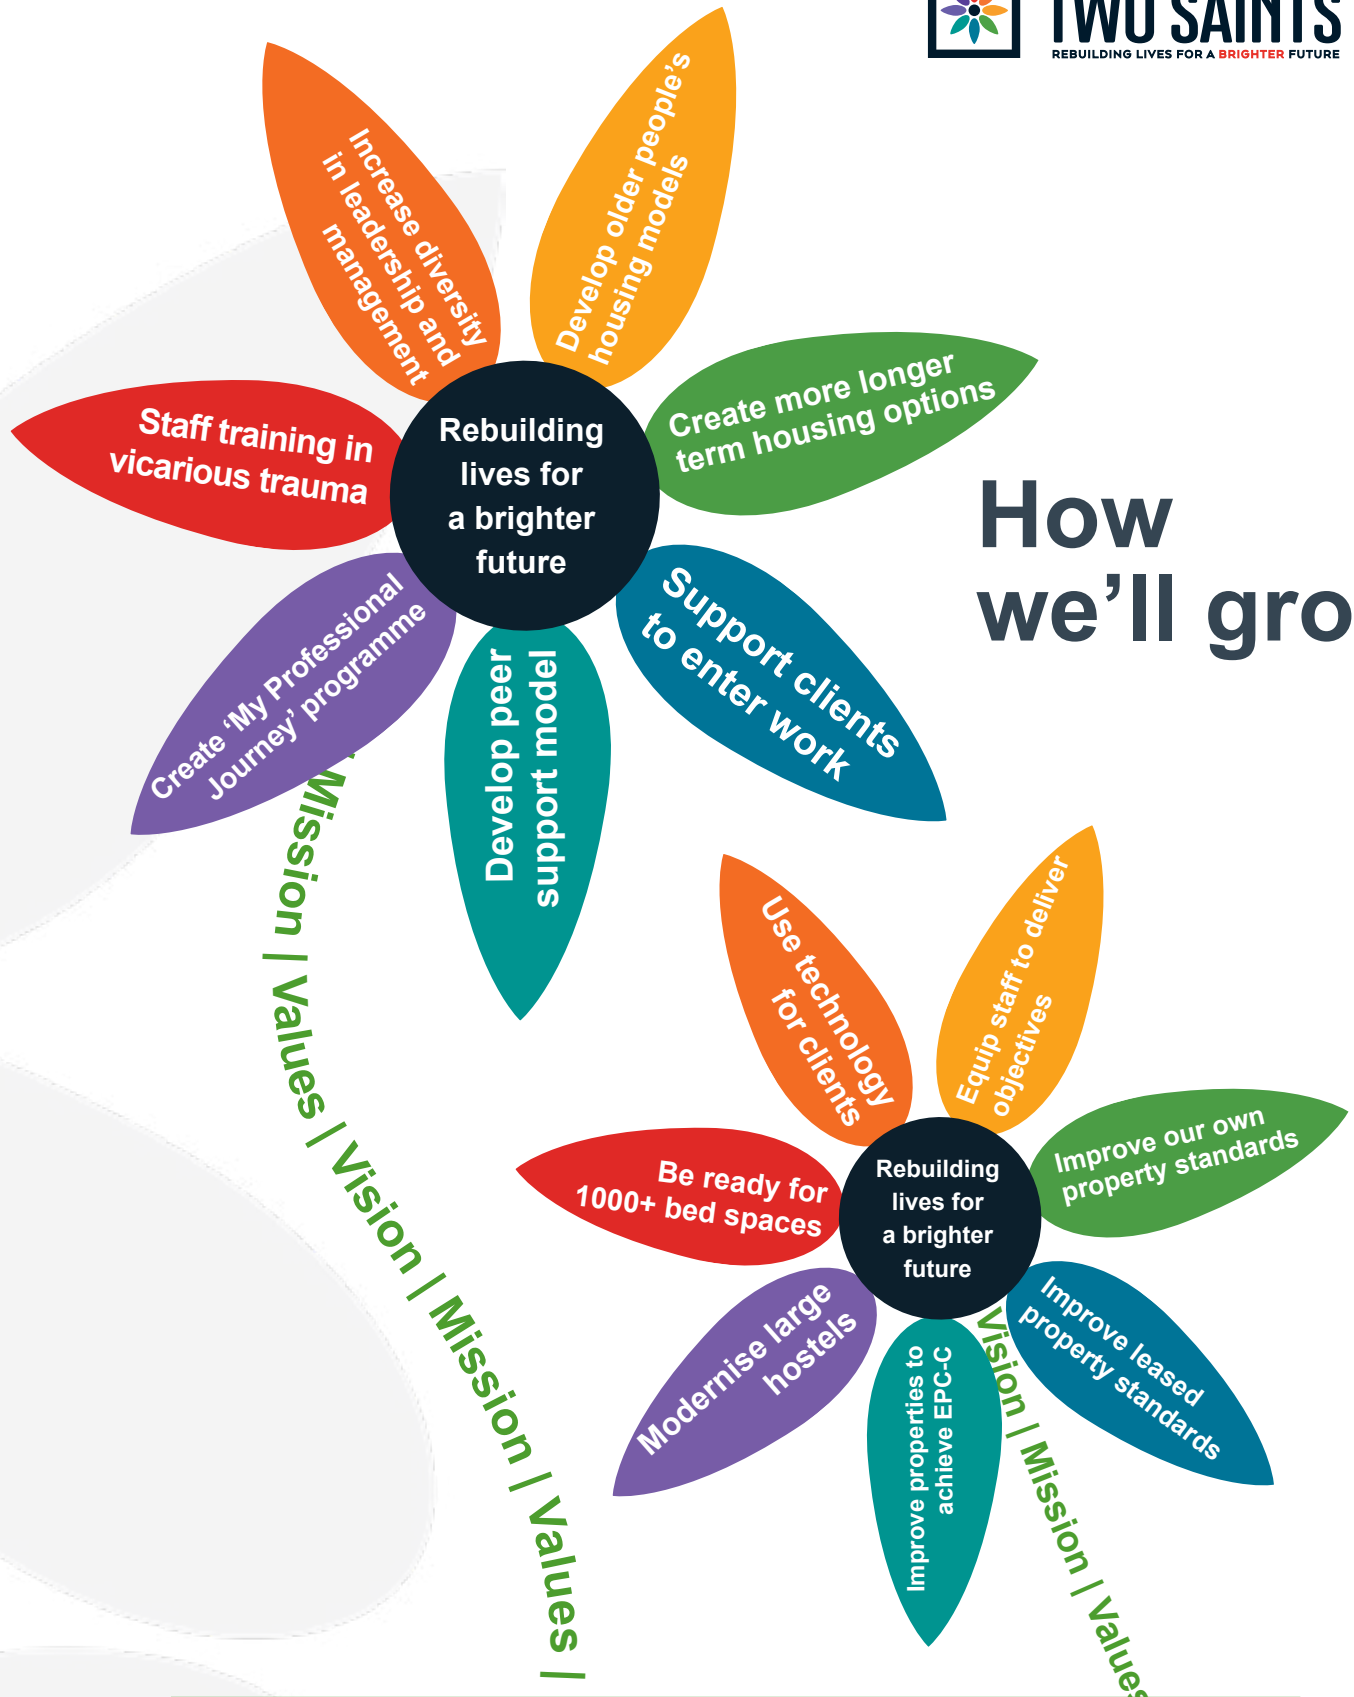 TWO SAINTS
REBUILDING LIVES FOR A BRIGHTER FUTURE
Increase diversity
in leadership and
management
Develop older people's
housing models
Create more longer
term housing options
Staff training in
vicarious trauma
Rebuilding
lives for
a brighter
future
Support clients
to enter work
Create ‘My Professional
Journey’ programme
Develop peer
support model
How
we’ll gro
Mission | Values | Vision | Mission | Values |
Use technology
for clients
Equip staff to deliver
objectives
Improve our own
property standards
Be ready for
1000+ bed spaces
Rebuilding
lives for
a brighter
future
Improve leased
property standards
Modernise large
hostels
Improve properties to
achieve EPC-C
Vision | Mission | Values